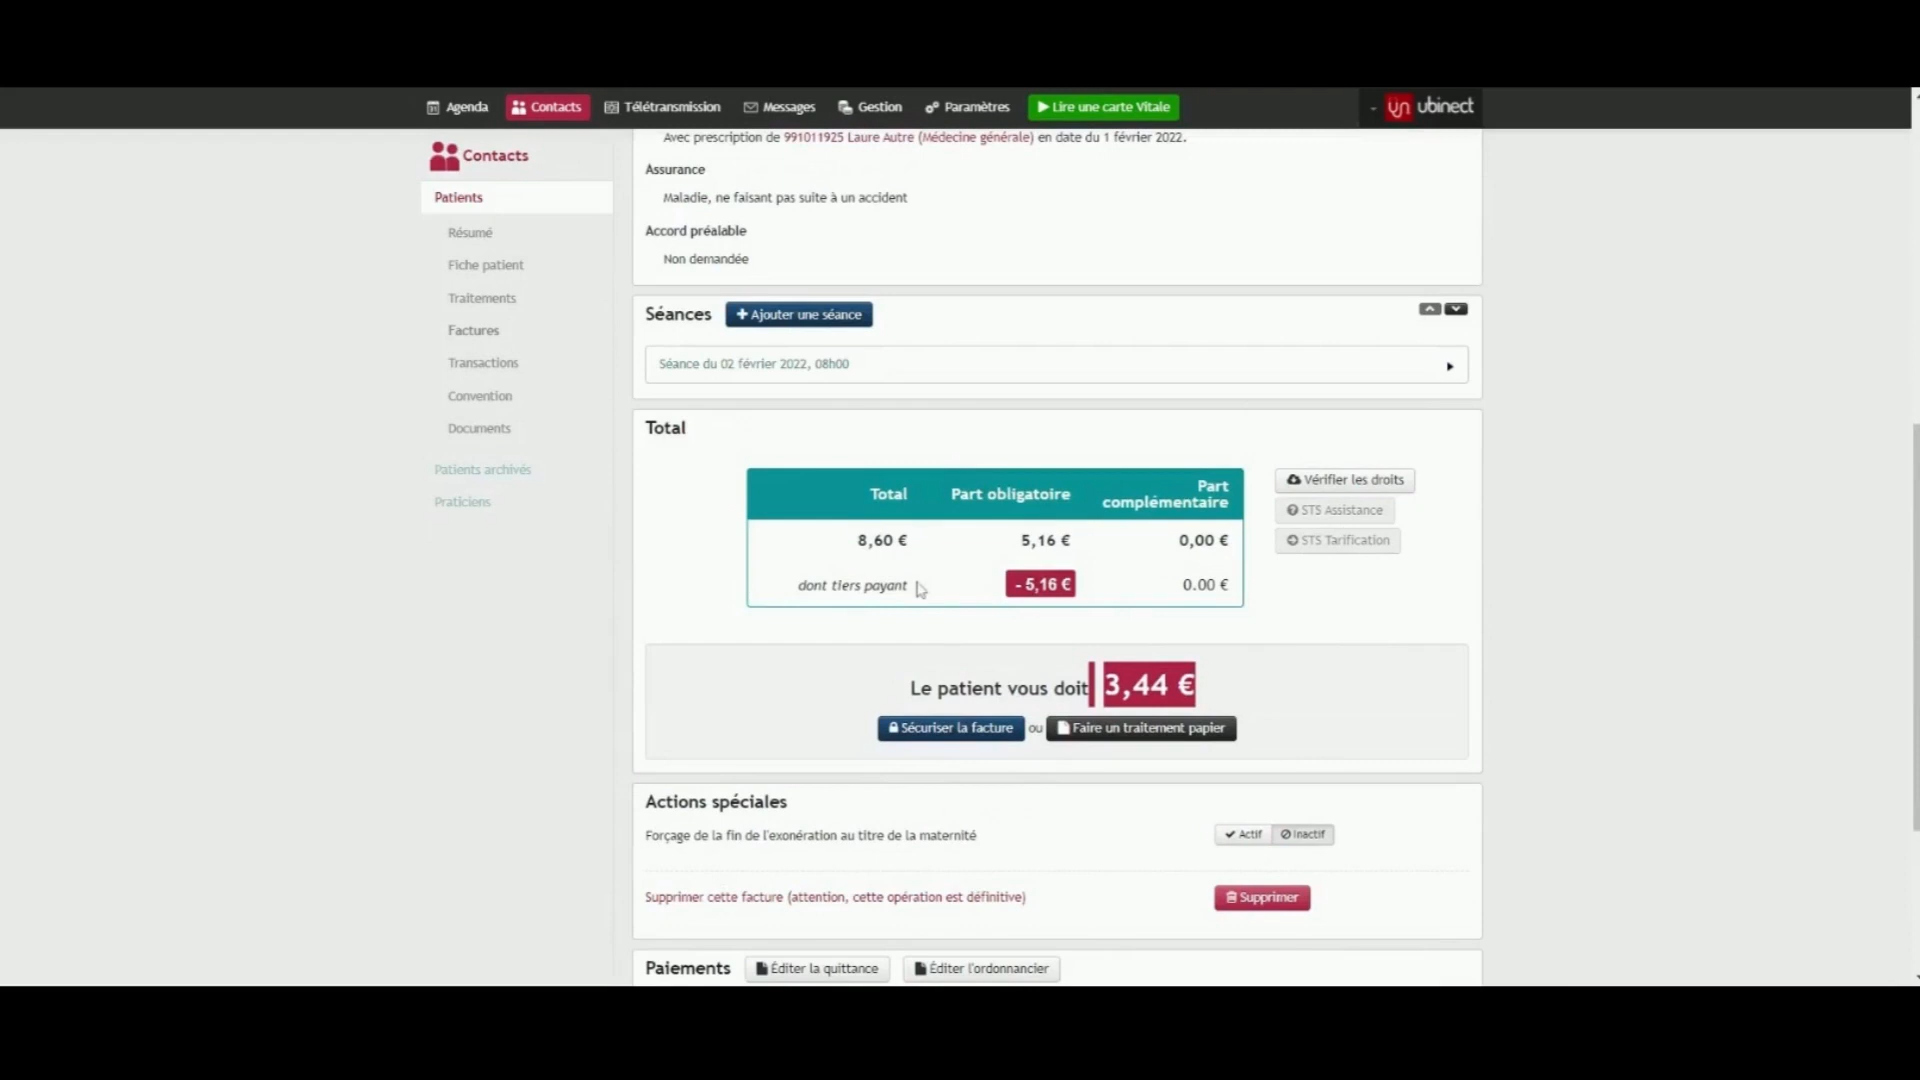 Agenda Contacts Télétransmission Messages Gestion Paramètres Lire une carte Vitale ubinect
Contacts
Patients
Résumé
Fiche patient
Traitements
Factures
Transactions
Convention
Documents
Patients archivés
Praticiens
Avec prescription de 991011925 Laure Autre (Médecine générale) en date du 1 février 2022.
Assurance
Maladie, ne faisant pas suite à un accident
Accord préalable
Non demandée
Séances + Ajouter une séance
Séance du 02 février 2022, 08h00
Total
Total Part obligatoire Part complémentaire
8,60 € 5,16 € 0,00 €
dont tiers payant - 5,16 € 0.00 €
Vérifier les droits
STS Assistance
STS Tarification
Le patient vous doit 3,44 €
Sécuriser la facture ou Faire un traitement papier
Actions spéciales
Forçage de la fin de l'exonération au titre de la maternité Actif Inactif
Supprimer cette facture (attention, cette opération est définitive) Supprimer
Paiements Éditer la quittance Éditer l'ordonnancier